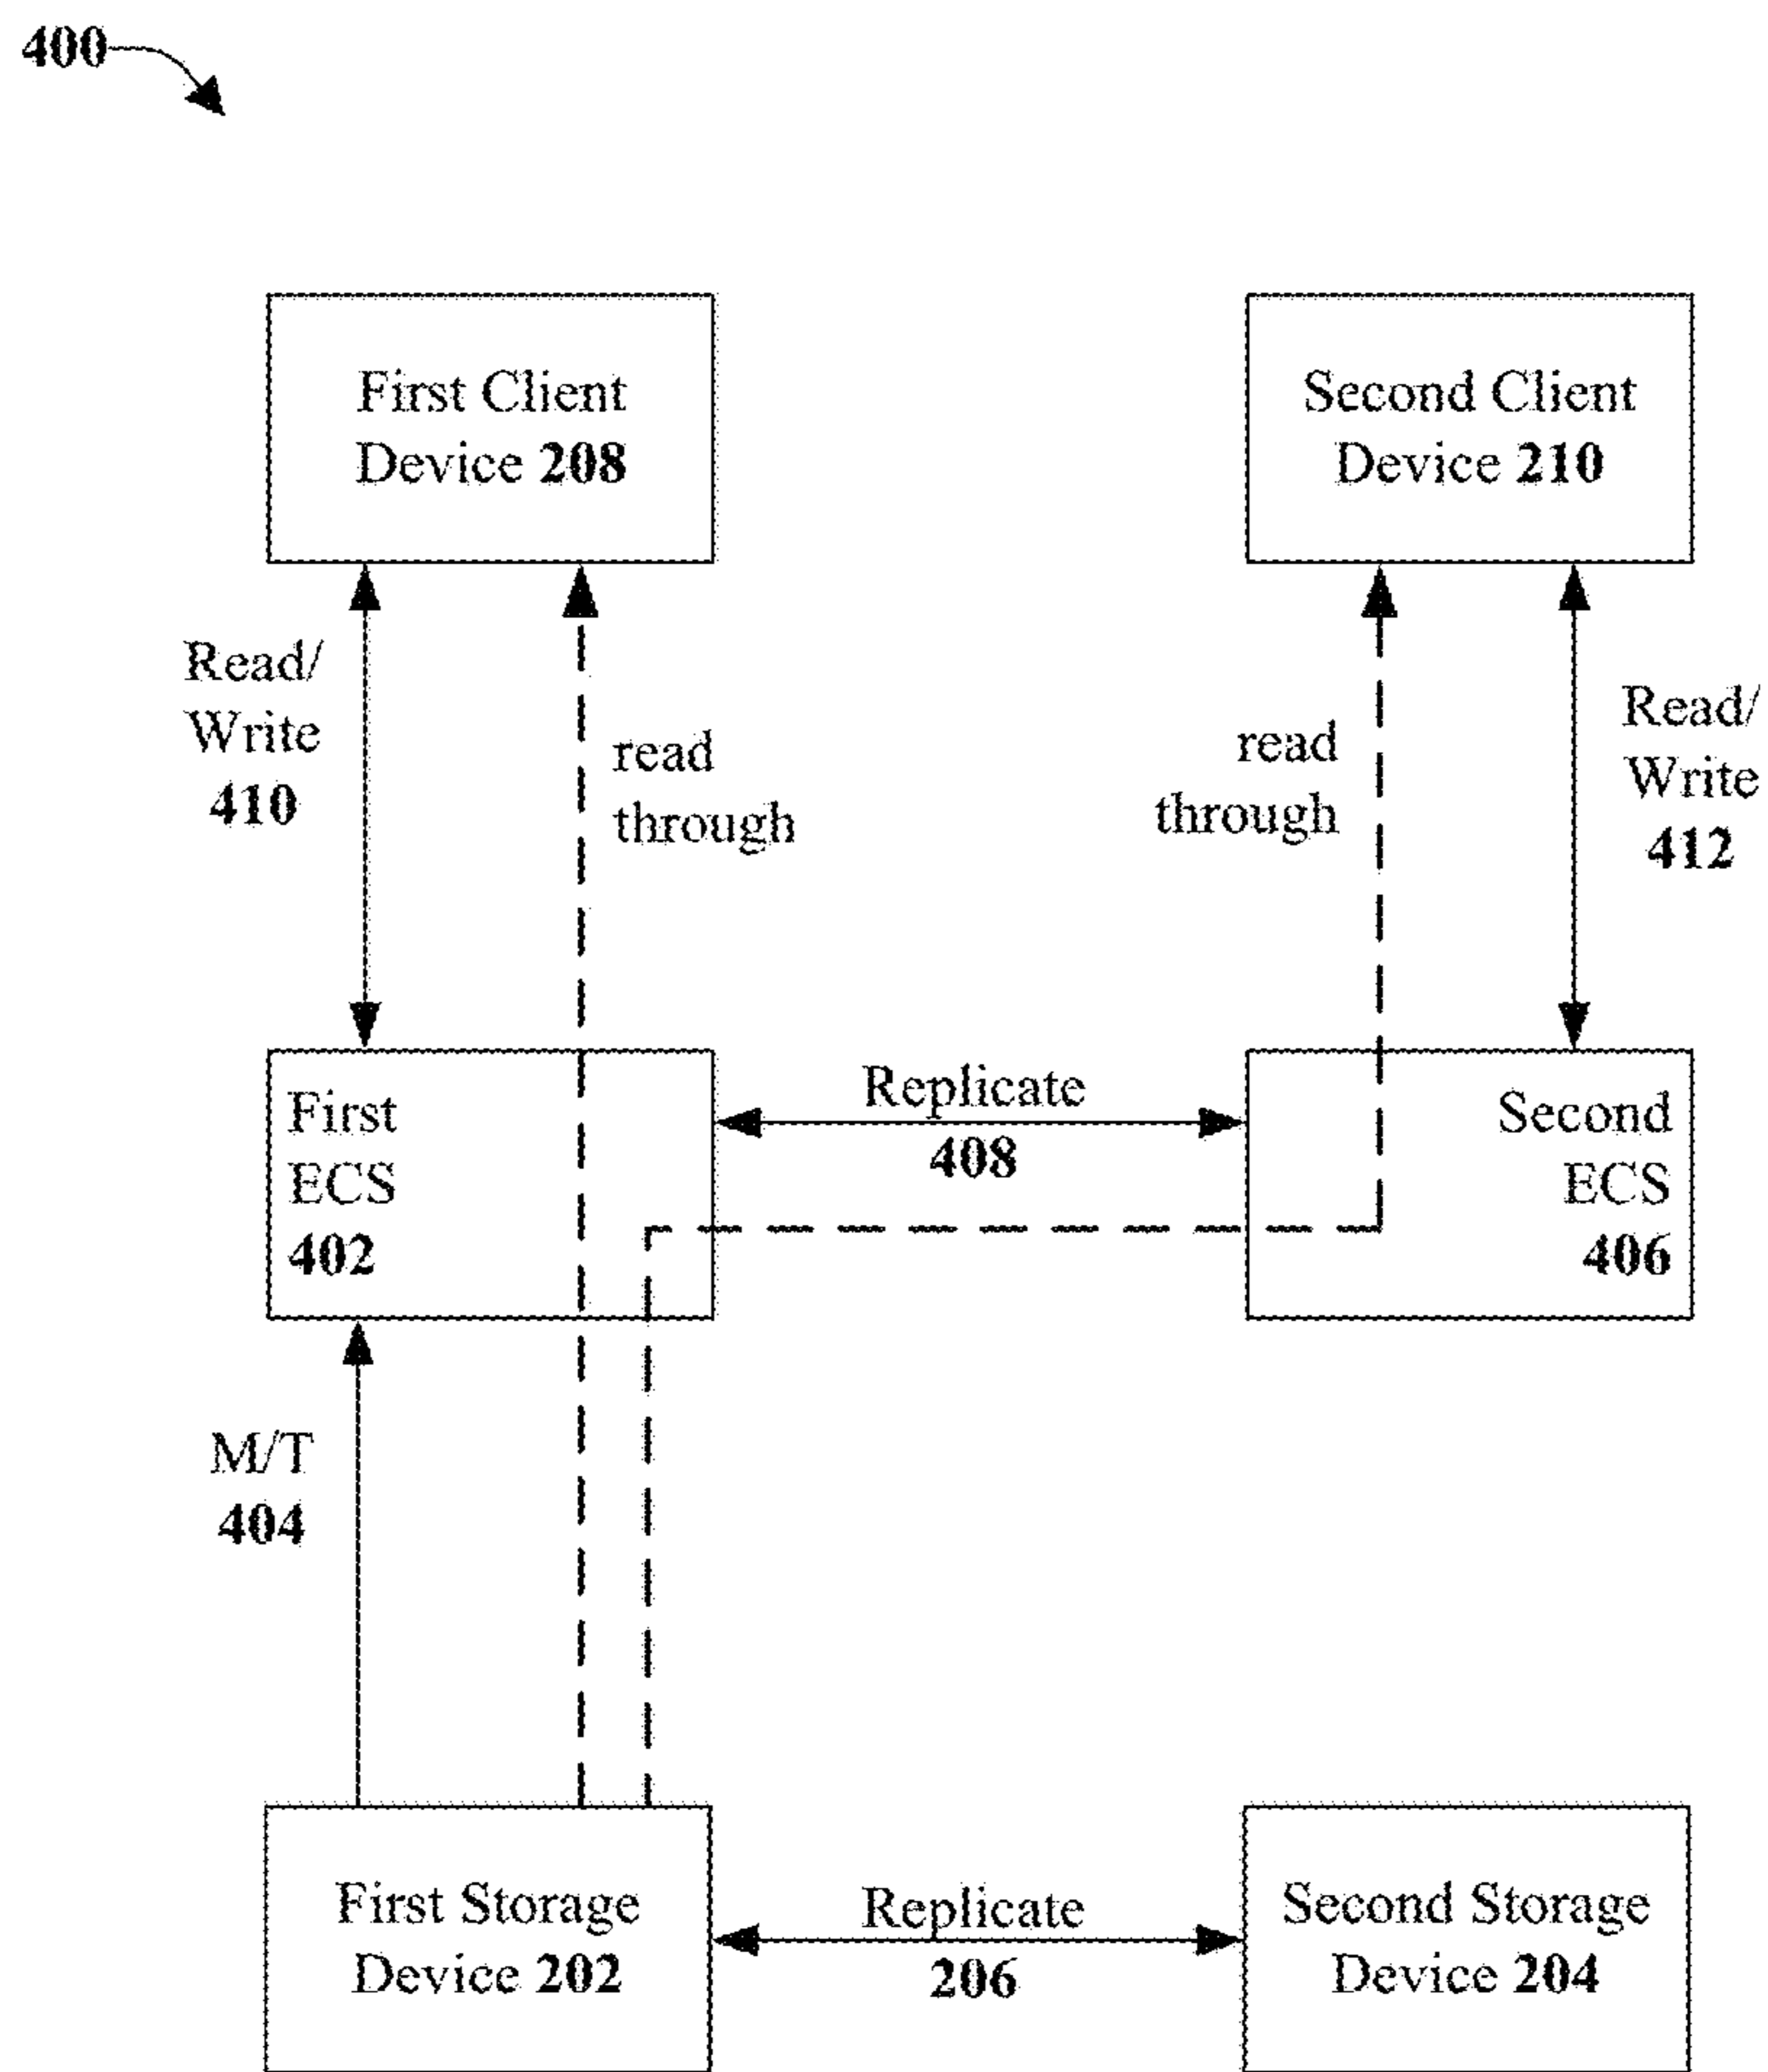 400
First Client
Device 208
Second Client
Device 210
Read/
Write
410
read
through
read
through
Read/
Write
412
First
ECS
402
Replicate
408
Second
ECS
406
M/T
404
First Storage
Device 202
Replicate
206
Second Storage
Device 204